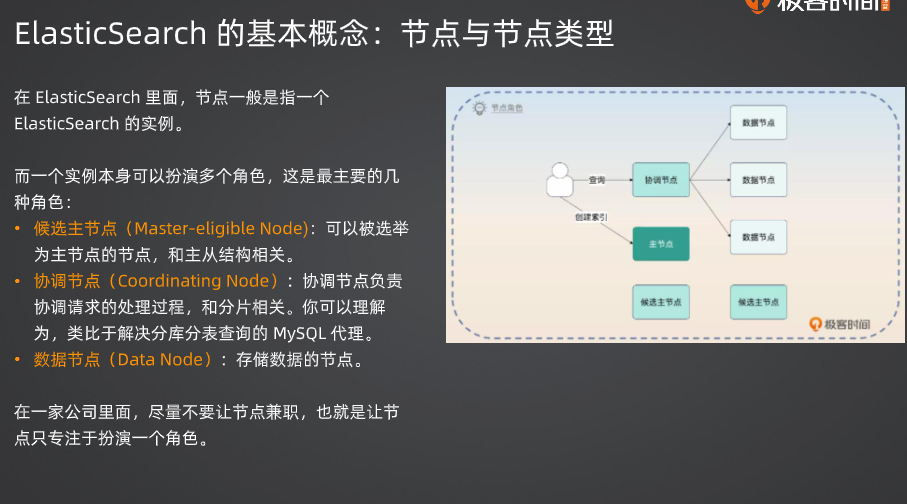 极客时间
ElasticSearch 的基本概念：节点与节点类型
在 ElasticSearch 里面，节点一般是指一个
ElasticSearch 的实例。
而一个实例本身可以扮演多个角色，这是最主要的几
种角色：
• 候选主节点（Master-eligible Node）：可以被选举
为主节点的节点，和主从结构相关。
• 协调节点（Coordinating Node）：协调节点负责
协调请求的处理过程，和分片相关。你可以理解
为，类比于解决分库分表查询的 MySQL 代理。
• 数据节点（Data Node）：存储数据的节点。
在一家公司里面，尽量不要让节点兼职，也就是让节
点只专注于扮演一个角色。
节点角色
数据节点
查询
协调节点
数据节点
创建索引
主节点
数据节点
候选主节点
候选主节点
极客时间